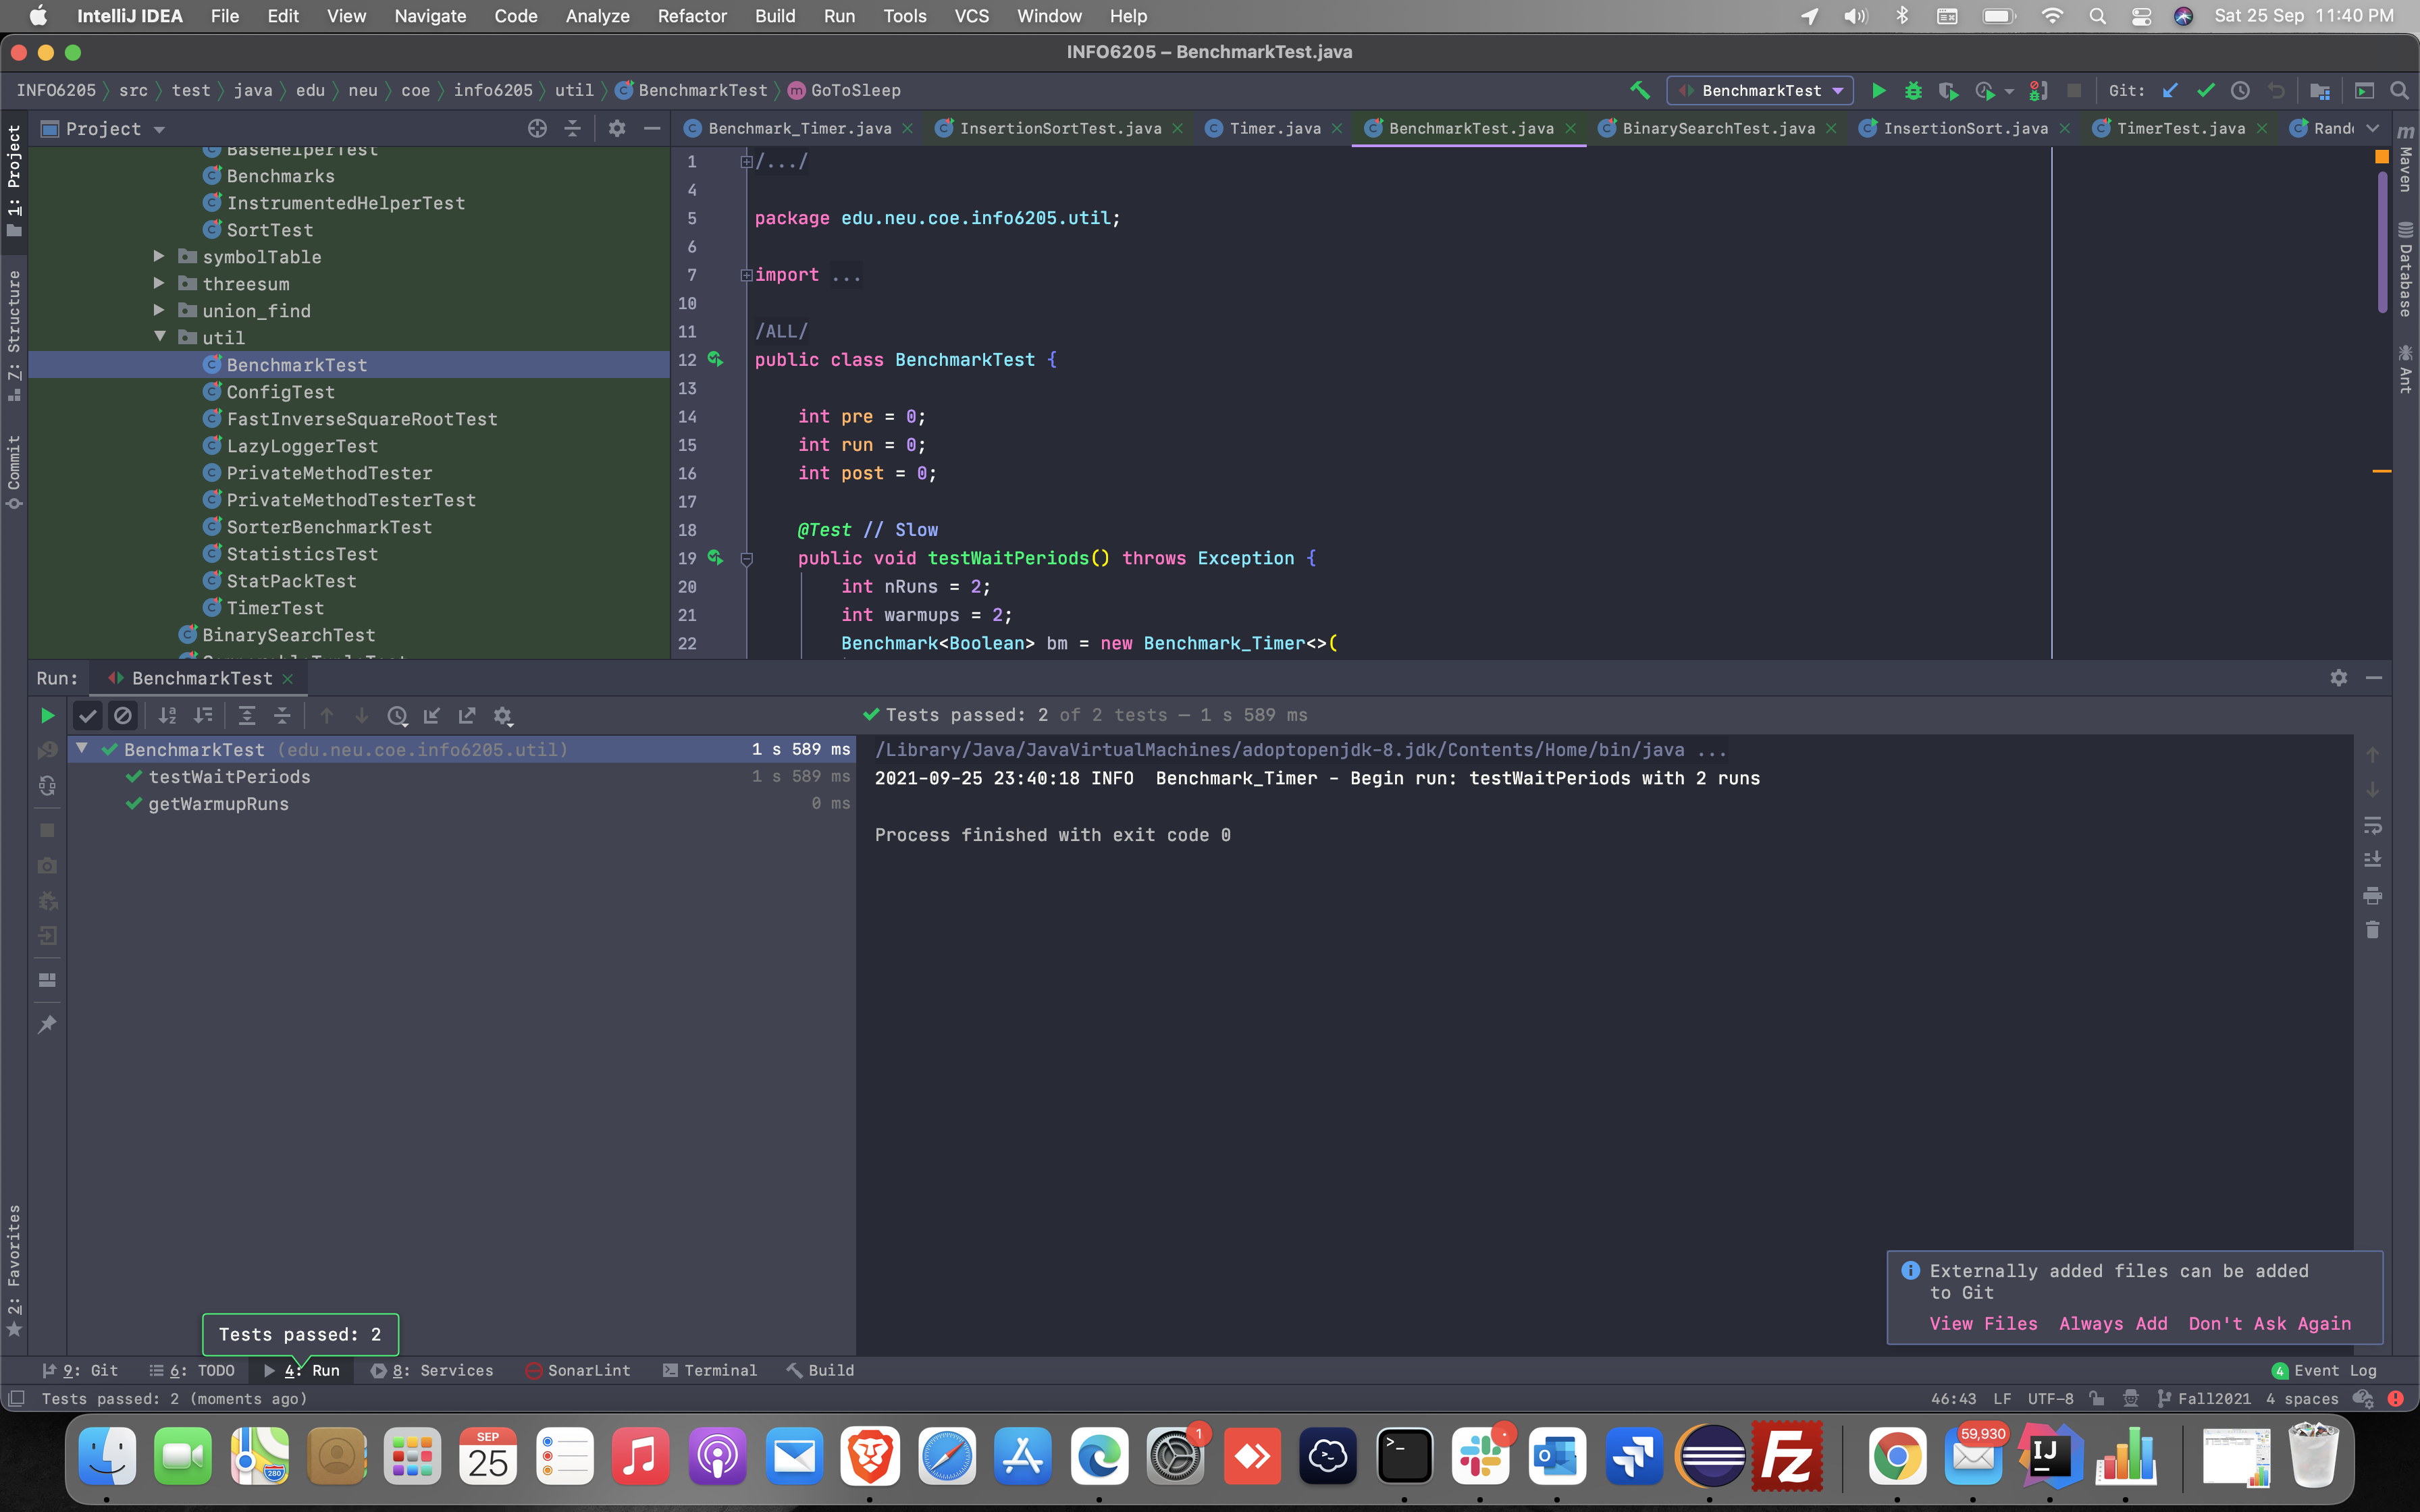 IntelliJ IDEA File Edit View Navigate Code Analyze Refactor Build Run Tools VCS Window Help Sat 25 Sep 11:40 PM
INFO6205 – BenchmarkTest.java
INFO6205 src test java edu neu coe info6205 util BenchmarkTest GoToSleep BenchmarkTest Git:
Project
Benchmark_Timer.java InsertionSortTest.java Timer.java BenchmarkTest.java BinarySearchTest.java InsertionSort.java TimerTest.java
1: Project
Z: Structure
Commit
2: Favorites
BaseHelperTest
Benchmarks
InstrumentedHelperTest
SortTest
symbolTable
threesum
union_find
util
BenchmarkTest
ConfigTest
FastInverseSquareRootTest
LazyLoggerTest
PrivateMethodTester
PrivateMethodTesterTest
SorterBenchmarkTest
StatisticsTest
StatPackTest
TimerTest
BinarySearchTest
1 /.../
4
5 package edu.neu.coe.info6205.util;
6
7 import ...
10
11 /ALL/
12 public class BenchmarkTest {
13
14 int pre = 0;
15 int run = 0;
16 int post = 0;
17
18 @Test // Slow
19 public void testWaitPeriods() throws Exception {
20 int nRuns = 2;
21 int warmups = 2;
22 Benchmark<Boolean> bm = new Benchmark_Timer<>(
m Maven
Database
Ant
Run: BenchmarkTest
Tests passed: 2 of 2 tests – 1 s 589 ms
BenchmarkTest (edu.neu.coe.info6205.util) 1 s 589 ms
testWaitPeriods 1 s 589 ms
getWarmupRuns 0 ms
/Library/Java/JavaVirtualMachines/adoptopenjdk-8.jdk/Contents/Home/bin/java ...
2021-09-25 23:40:18 INFO Benchmark_Timer - Begin run: testWaitPeriods with 2 runs
Process finished with exit code 0
Externally added files can be added
to Git
View Files Always Add Don't Ask Again
Tests passed: 2
9: Git 6: TODO 4: Run 8: Services SonarLint Terminal Build 4 Event Log
Tests passed: 2 (moments ago) 46:43 LF UTF-8 Fall2021 4 spaces
SEP
25
280
1
59,930
IJ
Fz